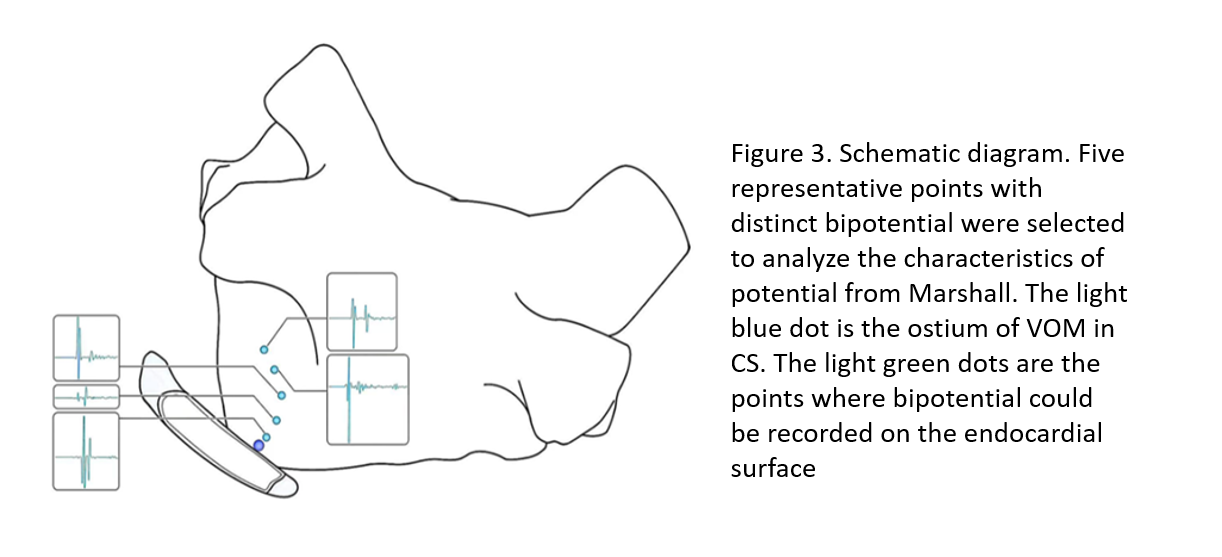 Figure 3. Schematic diagram. Five
representative points with
distinct bipotential were selected
to analyze the characteristics of
potential from Marshall. The light
blue dot is the ostium of VOM in
CS. The light green dots are the
points where bipotential could
be recorded on the endocardial
surface